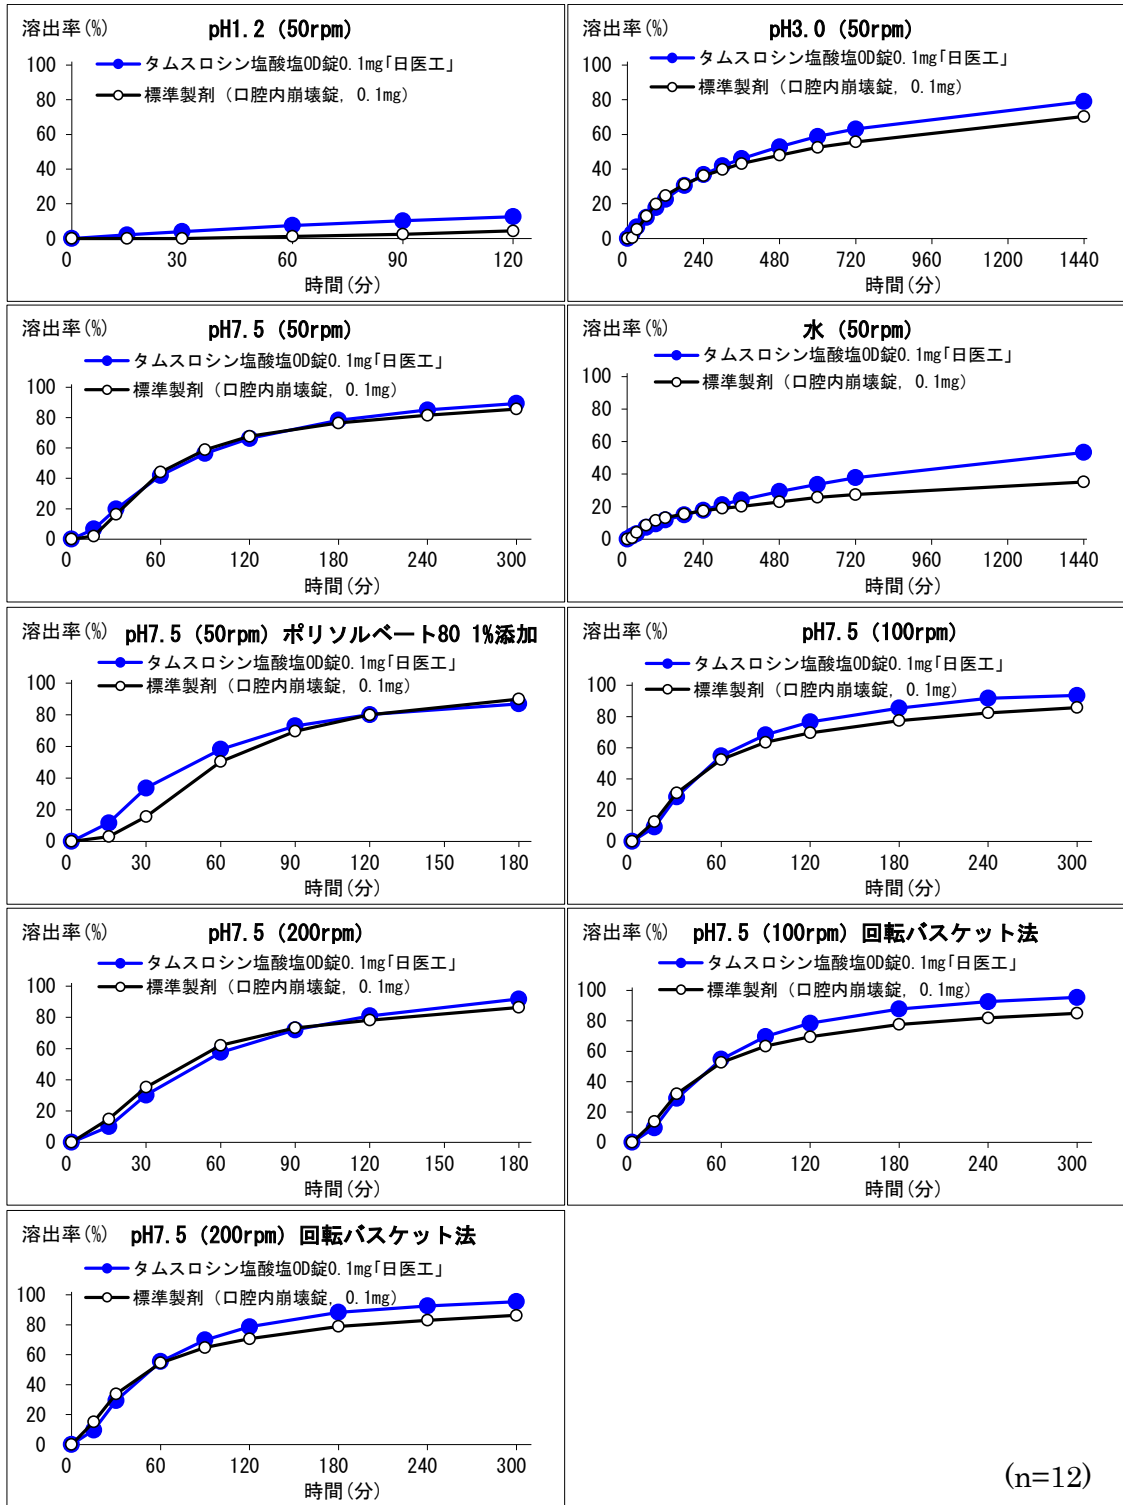 溶出率(%) pH1.2 (50rpm)
タムスロシン塩酸塩OD錠0.1mg「日医工」
標準製剤 (口腔内崩壊錠, 0.1mg)
100
80
60
40
20
0
0 30 60 90 120
時間(分)
溶出率(%) pH3.0 (50rpm)
タムスロシン塩酸塩OD錠0.1mg「日医工」
標準製剤 (口腔内崩壊錠, 0.1mg)
100
80
60
40
20
0
0 240 480 720 960 1200 1440
時間(分)
溶出率(%) pH7.5 (50rpm)
タムスロシン塩酸塩OD錠0.1mg「日医工」
標準製剤 (口腔内崩壊錠, 0.1mg)
100
80
60
40
20
0
0 60 120 180 240 300
時間(分)
溶出率(%) 水 (50rpm)
タムスロシン塩酸塩OD錠0.1mg「日医工」
標準製剤 (口腔内崩壊錠, 0.1mg)
100
80
60
40
20
0
0 240 480 720 960 1200 1440
時間(分)
溶出率(%) pH7.5 (50rpm) ポリソルベート80 1%添加
タムスロシン塩酸塩OD錠0.1mg「日医工」
標準製剤 (口腔内崩壊錠, 0.1mg)
100
80
60
40
20
0
0 30 60 90 120 150 180
時間(分)
溶出率(%) pH7.5 (100rpm)
タムスロシン塩酸塩OD錠0.1mg「日医工」
標準製剤 (口腔内崩壊錠, 0.1mg)
100
80
60
40
20
0
0 60 120 180 240 300
時間(分)
溶出率(%) pH7.5 (200rpm)
タムスロシン塩酸塩OD錠0.1mg「日医工」
標準製剤 (口腔内崩壊錠, 0.1mg)
100
80
60
40
20
0
0 30 60 90 120 150 180
時間(分)
溶出率(%) pH7.5 (100rpm) 回転バスケット法
タムスロシン塩酸塩OD錠0.1mg「日医工」
標準製剤 (口腔内崩壊錠, 0.1mg)
100
80
60
40
20
0
0 60 120 180 240 300
時間(分)
溶出率(%) pH7.5 (200rpm) 回転バスケット法
タムスロシン塩酸塩OD錠0.1mg「日医工」
標準製剤 (口腔内崩壊錠, 0.1mg)
100
80
60
40
20
0
0 60 120 180 240 300
時間(分)
(n=12)